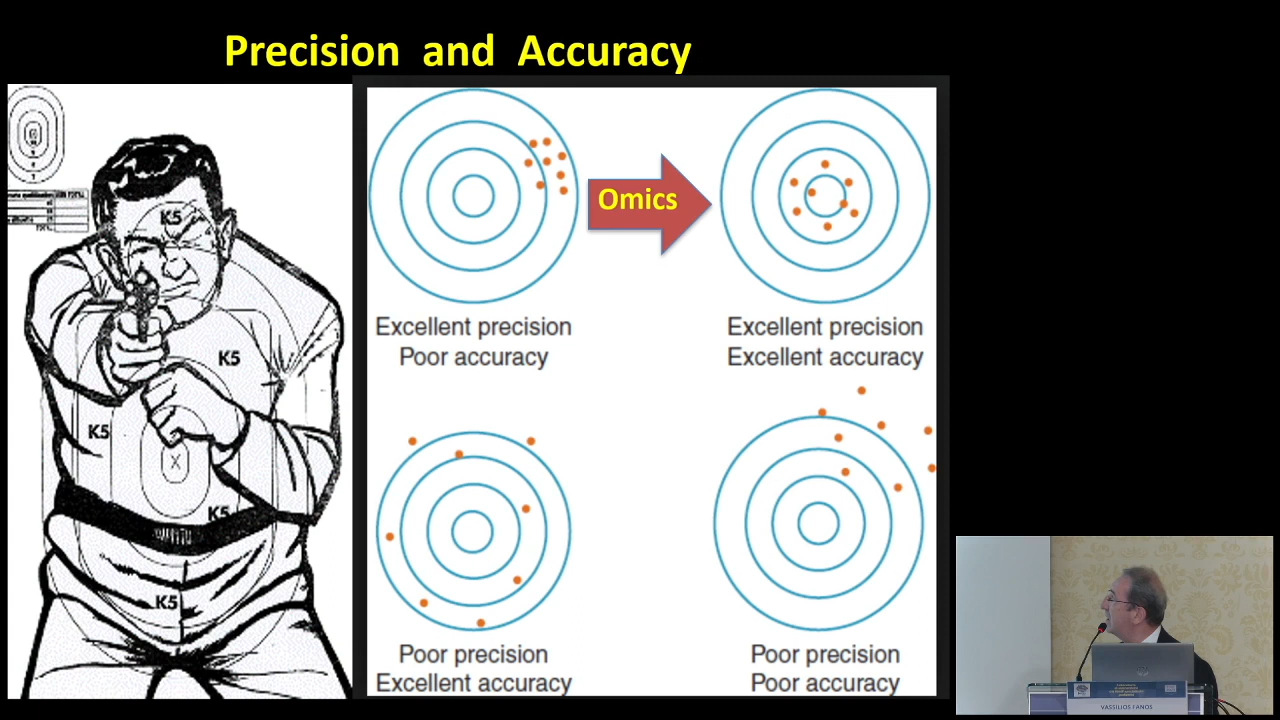 Precision and Accuracy
K5
K5
K5
X
K5
K5
Omics
Excellent precision
Poor accuracy
Excellent precision
Excellent accuracy
Poor precision
Excellent accuracy
Poor precision
Poor accuracy
VASSILIOS FANOS